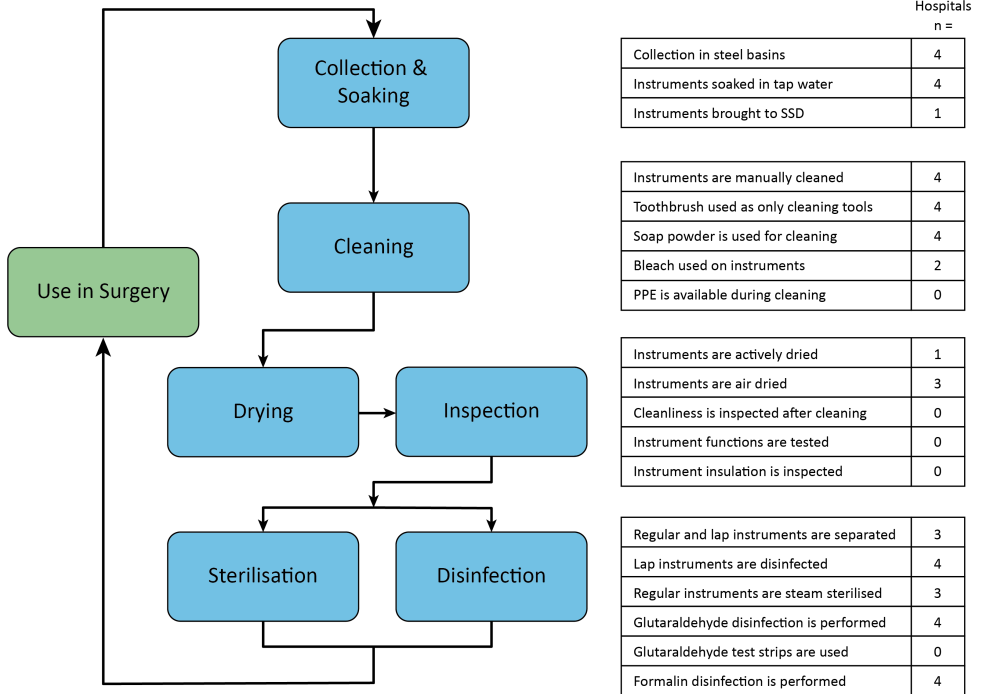 Hospitals
n =
Collection &
Soaking
Collection in steel basins 4
Instruments soaked in tap water 4
Instruments brought to SSD 1
Cleaning
Instruments are manually cleaned 4
Toothbrush used as only cleaning tools 4
Soap powder is used for cleaning 4
Bleach used on instruments 2
PPE is available during cleaning 0
Use in Surgery
Drying
Inspection
Instruments are actively dried 1
Instruments are air dried 3
Cleanliness is inspected after cleaning 0
Instrument functions are tested 0
Instrument insulation is inspected 0
Sterilisation
Disinfection
Regular and lap instruments are separated 3
Lap instruments are disinfected 4
Regular instruments are steam sterilised 3
Glutaraldehyde disinfection is performed 4
Glutaraldehyde test strips are used 0
Formalin disinfection is performed 4